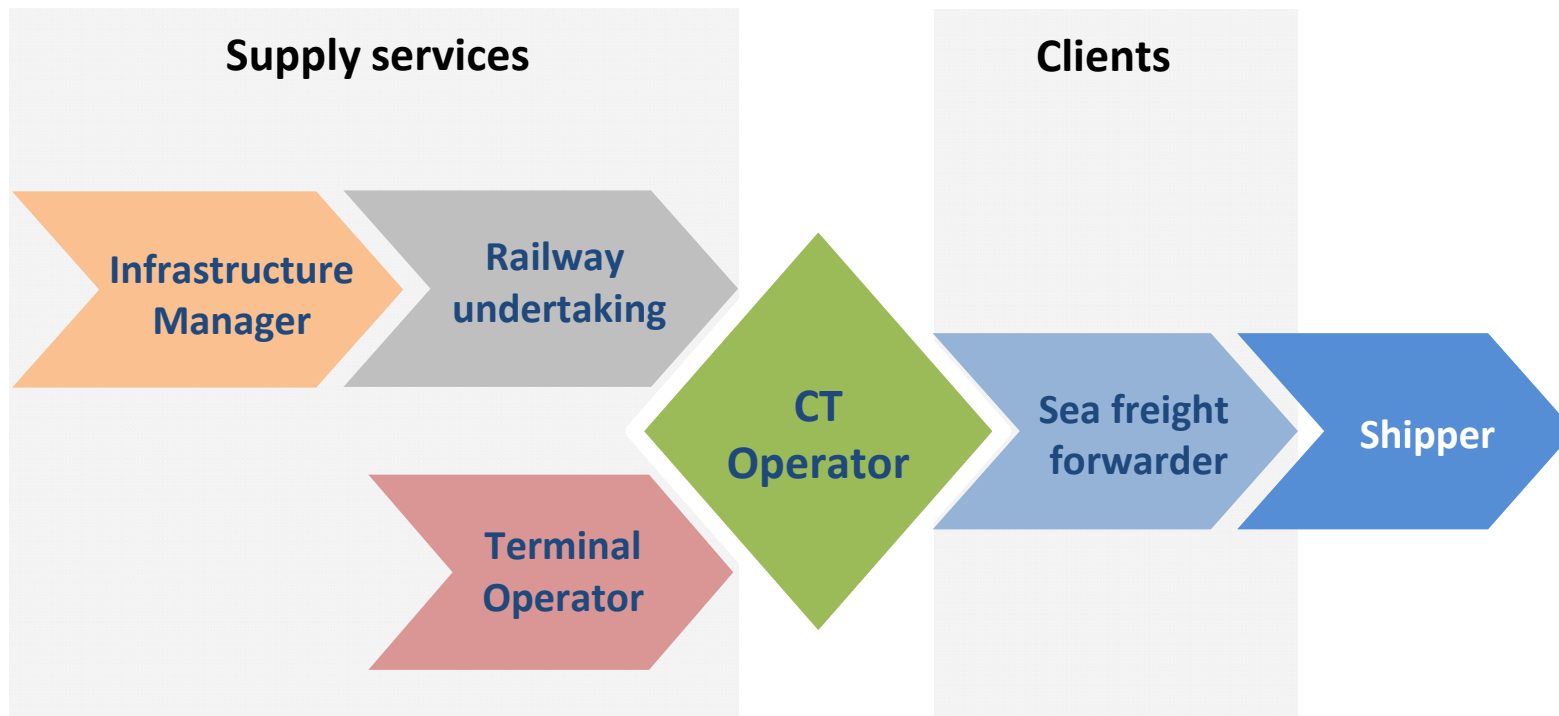 Supply services
Clients
Infrastructure
Manager
Railway
undertaking
CT
Operator
Sea freight
forwarder
Shipper
Terminal
Operator